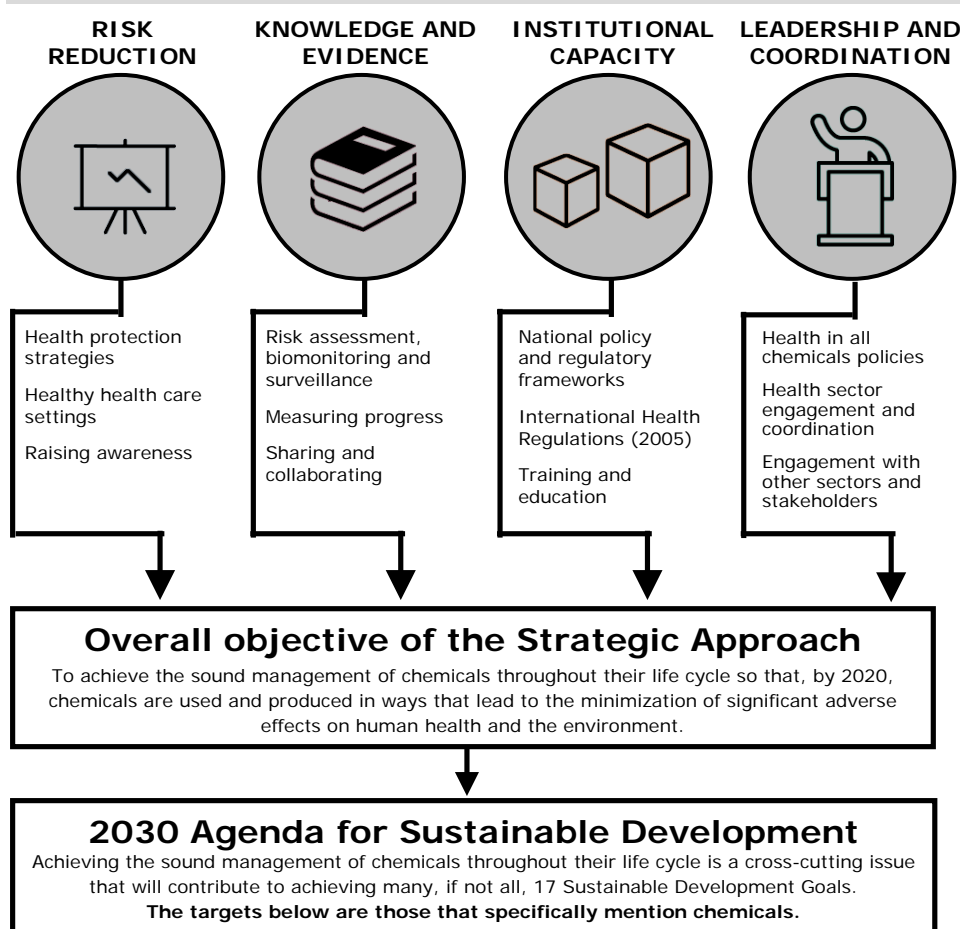 RISK
REDUCTION
KNOWLEDGE AND
EVIDENCE
INSTITUTIONAL
CAPACITY
LEADERSHIP AND
COORDINATION
Health protection
strategies
Healthy health care
settings
Raising awareness
Risk assessment,
biomonitoring and
surveillance
Measuring progress
Sharing and
collaborating
National policy
and regulatory
frameworks
International Health
Regulations (2005)
Training and
education
Health in all
chemicals policies
Health sector
engagement and
coordination
Engagement with
other sectors and
stakeholders
Overall objective of the Strategic Approach
To achieve the sound management of chemicals throughout their life cycle so that, by 2020,
chemicals are used and produced in ways that lead to the minimization of significant adverse
effects on human health and the environment.
2030 Agenda for Sustainable Development
Achieving the sound management of chemicals throughout their life cycle is a cross-cutting issue
that will contribute to achieving many, if not all, 17 Sustainable Development Goals.
The targets below are those that specifically mention chemicals.